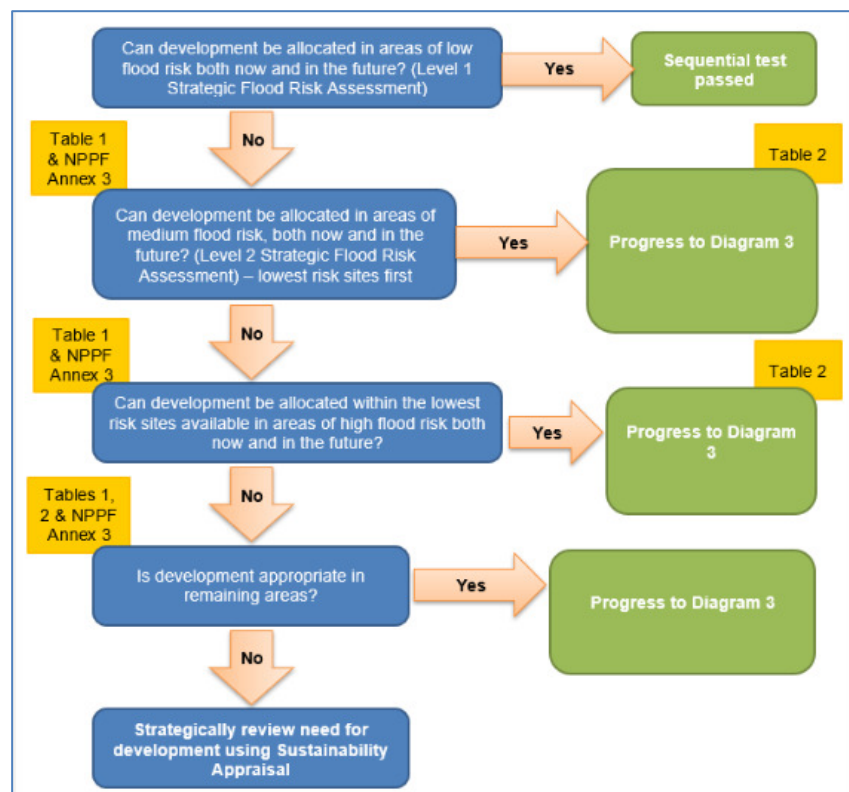 Can development be allocated in areas of low
flood risk both now and in the future? (Level 1
Strategic Flood Risk Assessment)
Yes
Sequential test
passed
Table 1
& NPPF
Annex 3
No
Table 2
Can development be allocated in areas of
medium flood risk, both now and in the
future? (Level 2 Strategic Flood Risk
Assessment) – lowest risk sites first
Yes
Progress to Diagram 3
Table 1
& NPPF
Annex 3
No
Table 2
Can development be allocated within the lowest
risk sites available in areas of high flood risk both
now and in the future?
Yes
Progress to Diagram
3
Tables 1,
2 & NPPF
Annex 3
No
Is development appropriate in
remaining areas?
Yes
Progress to Diagram 3
No
Strategically review need for
development using Sustainability
Appraisal